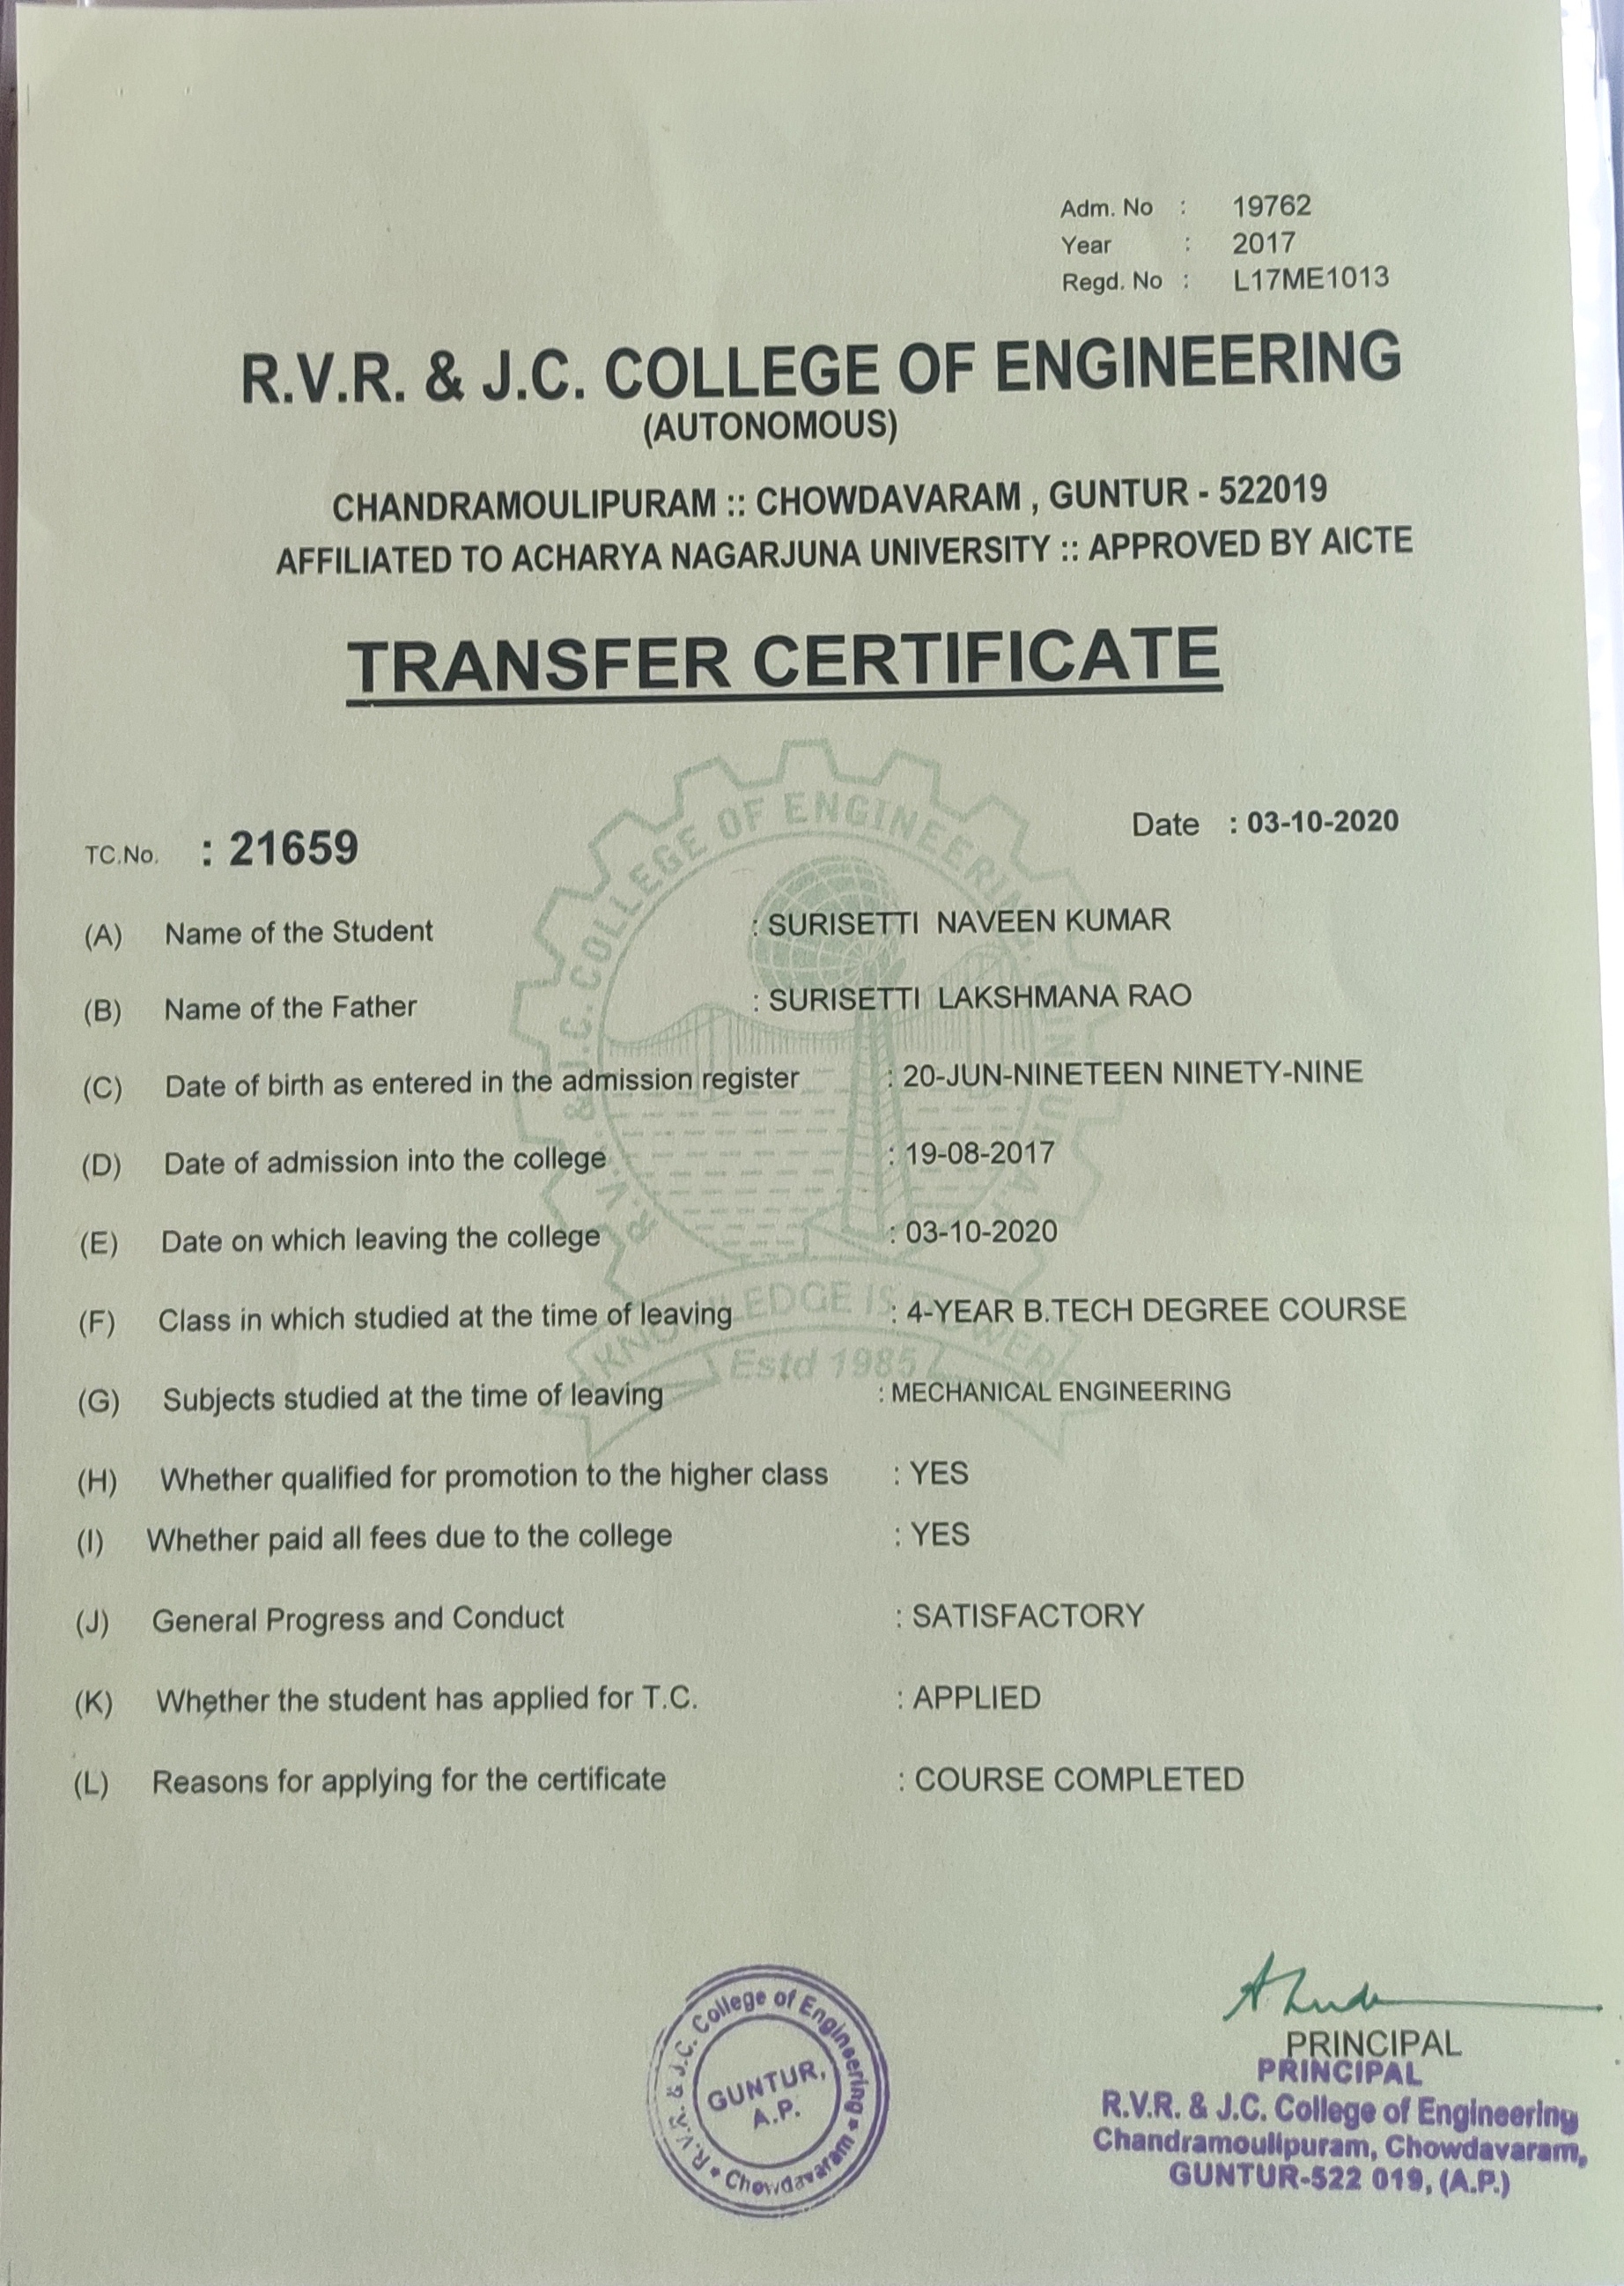 Adm. No : 19762
Year : 2017
Regd. No : L17ME1013
R.V.R. & J.C. COLLEGE OF ENGINEERING
(AUTONOMOUS)
CHANDRAMOULIPURAM :: CHOWDAVARAM , GUNTUR - 522019
AFFILIATED TO ACHARYA NAGARJUNA UNIVERSITY :: APPROVED BY AICTE
TRANSFER CERTIFICATE
TC.No. : 21659
Date : 03-10-2020
(A) Name of the Student : SURISETTI NAVEEN KUMAR
(B) Name of the Father : SURISETTI LAKSHMANA RAO
(C) Date of birth as entered in the admission register : 20-JUN-NINETEEN NINETY-NINE
(D) Date of admission into the college : 19-08-2017
(E) Date on which leaving the college : 03-10-2020
(F) Class in which studied at the time of leaving : 4-YEAR B.TECH DEGREE COURSE
(G) Subjects studied at the time of leaving : MECHANICAL ENGINEERING
(H) Whether qualified for promotion to the higher class : YES
(I) Whether paid all fees due to the college : YES
(J) General Progress and Conduct : SATISFACTORY
(K) Whether the student has applied for T.C. : APPLIED
(L) Reasons for applying for the certificate : COURSE COMPLETED
R.V.R. & J.C. COLLEGE OF ENGINEERING, GUNTUR, A.P.
KNOWLEDGE IS POWER
Estd 1985
R.V.R. & J.C. College of Engineering * Chowdavaram *
GUNTUR,
A.P.
PRINCIPAL
PRINCIPAL
R.V.R. & J.C. College of Engineering
Chandramoulipuram, Chowdavaram,
GUNTUR-522 019, (A.P.)